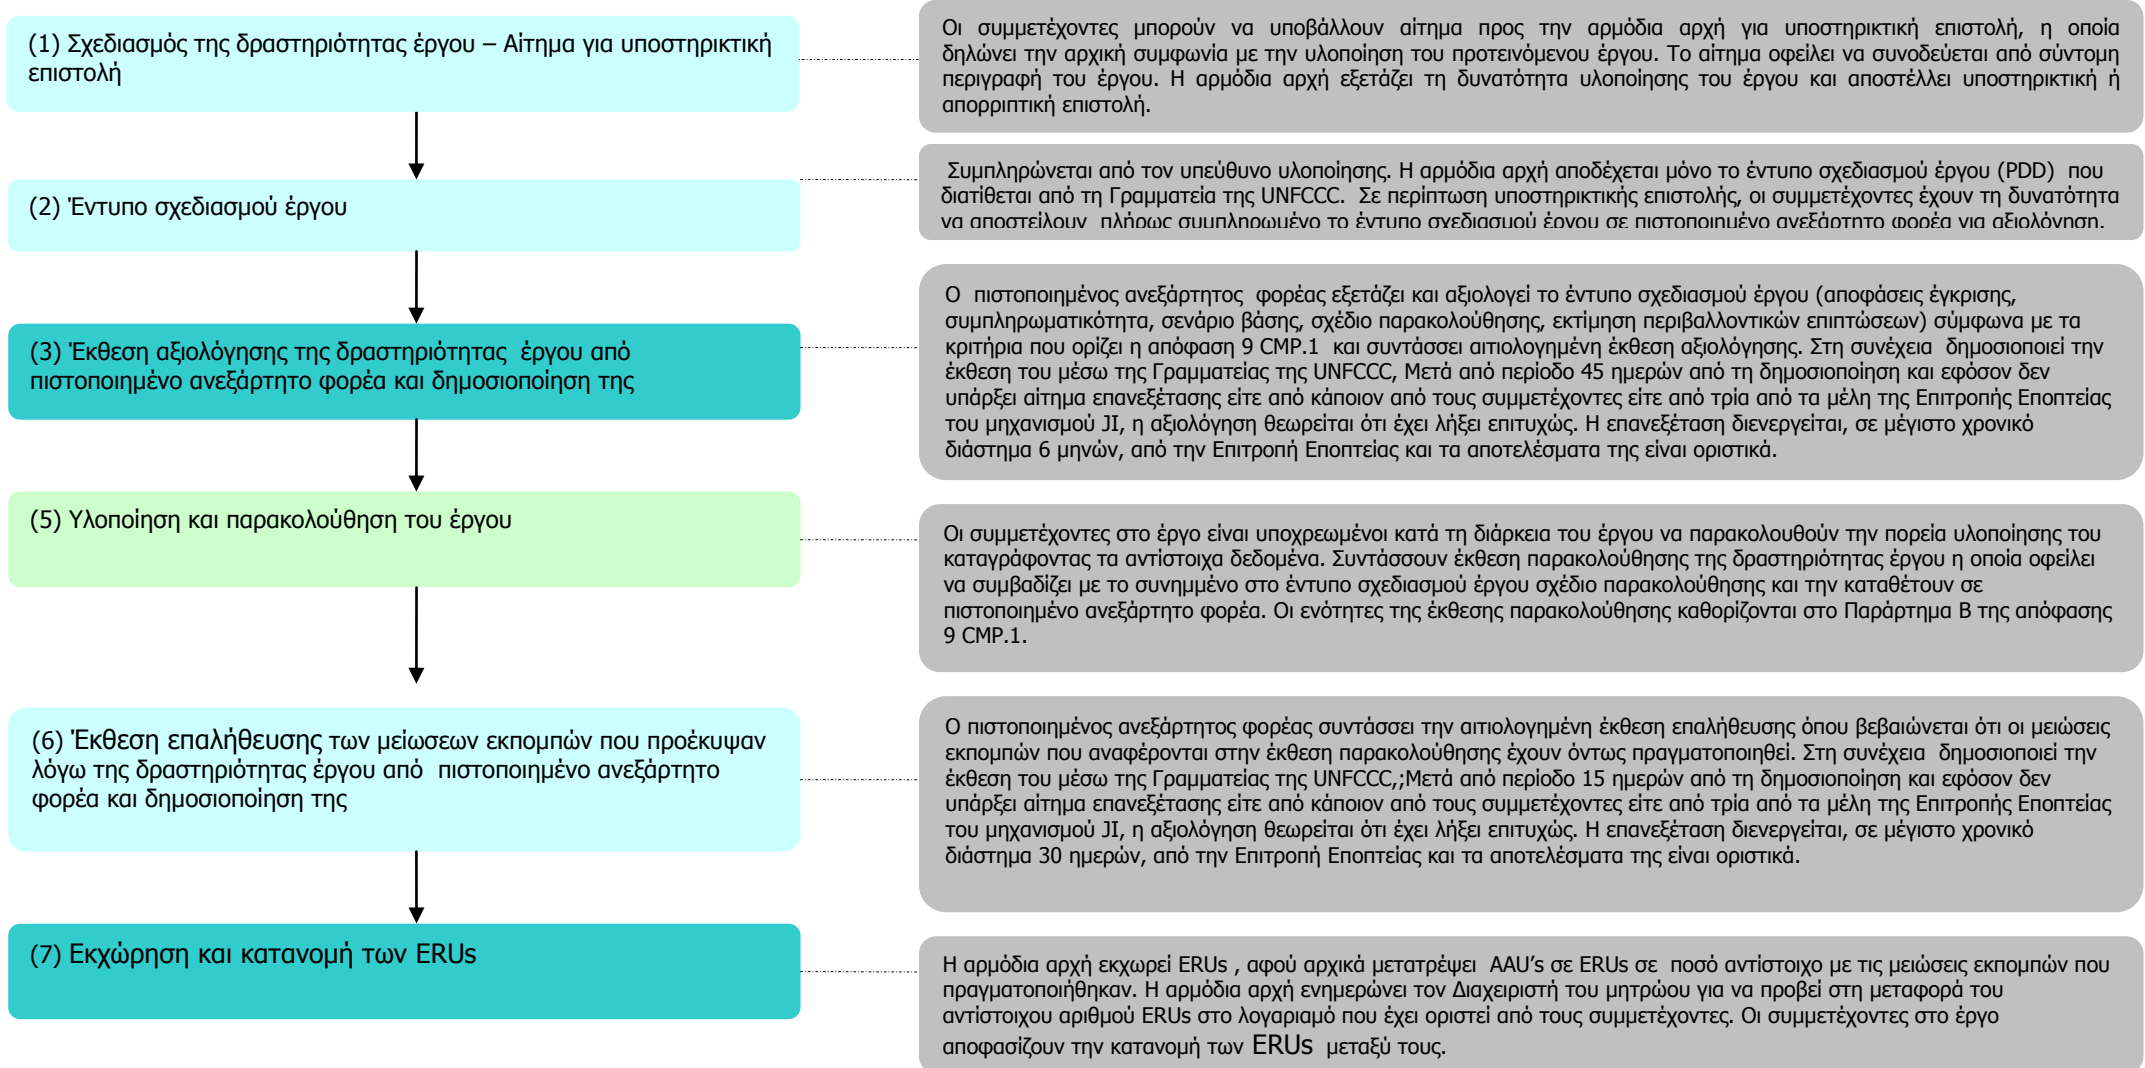 (1) Σχεδιασμός της δραστηριότητας έργου – Αίτημα για υποστηρικτική
επιστολή
Οι συμμετέχοντες μπορούν να υποβάλλουν αίτημα προς την αρμόδια αρχή για υποστηρικτική επιστολή, η οποία
δηλώνει την αρχική συμφωνία με την υλοποίηση του προτεινόμενου έργου. Το αίτημα οφείλει να συνοδεύεται από σύντομη
περιγραφή του έργου. Η αρμόδια αρχή εξετάζει τη δυνατότητα υλοποίησης του έργου και αποστέλλει υποστηρικτική ή
απορριπτική επιστολή.
(2) Έντυπο σχεδιασμού έργου
Συμπληρώνεται από τον υπεύθυνο υλοποίησης. Η αρμόδια αρχή αποδέχεται μόνο το έντυπο σχεδιασμού έργου (PDD) που
διατίθεται από τη Γραμματεία της UNFCCC. Σε περίπτωση υποστηρικτικής επιστολής, οι συμμετέχοντες έχουν τη δυνατότητα
να αποστείλουν πλήρως συμπληρωμένο το έντυπο σχεδιασμού έργου σε πιστοποιημένο ανεξάρτητο φορέα για αξιολόγηση.
(3) Έκθεση αξιολόγησης της δραστηριότητας έργου από
πιστοποιημένο ανεξάρτητο φορέα και δημοσιοποίηση της
Ο πιστοποιημένος ανεξάρτητος φορέας εξετάζει και αξιολογεί το έντυπο σχεδιασμού έργου (αποφάσεις έγκρισης,
συμπληρωματικότητα, σενάριο βάσης, σχέδιο παρακολούθησης, εκτίμηση περιβαλλοντικών επιπτώσεων) σύμφωνα με τα
κριτήρια που ορίζει η απόφαση 9 CMP.1 και συντάσσει αιτιολογημένη έκθεση αξιολόγησης. Στη συνέχεια δημοσιοποιεί την
έκθεση του μέσω της Γραμματείας της UNFCCC, Μετά από περίοδο 45 ημερών από τη δημοσιοποίηση και εφόσον δεν
υπάρξει αίτημα επανεξέτασης είτε από κάποιον από τους συμμετέχοντες είτε από τρία από τα μέλη της Επιτροπής Εποπτείας
του μηχανισμού JI, η αξιολόγηση θεωρείται ότι έχει λήξει επιτυχώς. Η επανεξέταση διενεργείται, σε μέγιστο χρονικό
διάστημα 6 μηνών, από την Επιτροπή Εποπτείας και τα αποτελέσματα της είναι οριστικά.
(5) Υλοποίηση και παρακολούθηση του έργου
Οι συμμετέχοντες στο έργο είναι υποχρεωμένοι κατά τη διάρκεια του έργου να παρακολουθούν την πορεία υλοποίησης του
καταγράφοντας τα αντίστοιχα δεδομένα. Συντάσσουν έκθεση παρακολούθησης της δραστηριότητας έργου η οποία οφείλει
να συμβαδίζει με το συνημμένο στο έντυπο σχεδιασμού έργου σχέδιο παρακολούθησης και την καταθέτουν σε
πιστοποιημένο ανεξάρτητο φορέα. Οι ενότητες της έκθεσης παρακολούθησης καθορίζονται στο Παράρτημα Β της απόφασης
9 CMP.1.
(6) Έκθεση επαλήθευσης των μείωσεων εκπομπών που προέκυψαν
λόγω της δραστηριότητας έργου από πιστοποιημένο ανεξάρτητο
φορέα και δημοσιοποίηση της
Ο πιστοποιημένος ανεξάρτητος φορέας συντάσσει την αιτιολογημένη έκθεση επαλήθευσης όπου βεβαιώνεται ότι οι μειώσεις
εκπομπών που αναφέρονται στην έκθεση παρακολούθησης έχουν όντως πραγματοποιηθεί. Στη συνέχεια δημοσιοποιεί την
έκθεση του μέσω της Γραμματείας της UNFCCC,;Μετά από περίοδο 15 ημερών από τη δημοσιοποίηση και εφόσον δεν
υπάρξει αίτημα επανεξέτασης είτε από κάποιον από τους συμμετέχοντες είτε από τρία από τα μέλη της Επιτροπής Εποπτείας
του μηχανισμού JI, η αξιολόγηση θεωρείται ότι έχει λήξει επιτυχώς. Η επανεξέταση διενεργείται, σε μέγιστο χρονικό
διάστημα 30 ημερών, από την Επιτροπή Εποπτείας και τα αποτελέσματα της είναι οριστικά.
(7) Εκχώρηση και κατανομή των ERUs
Η αρμόδια αρχή εκχωρεί ERUs , αφού αρχικά μετατρέψει AAU’s σε ERUs σε ποσό αντίστοιχο με τις μειώσεις εκπομπών που
πραγματοποιήθηκαν. Η αρμόδια αρχή ενημερώνει τον Διαχειριστή του μητρώου για να προβεί στη μεταφορά του
αντίστοιχου αριθμού ERUs στο λογαριαμό που έχει οριστεί από τους συμμετέχοντες. Οι συμμετέχοντες στο έργο
αποφασίζουν την κατανομή των ERUs μεταξύ τους.